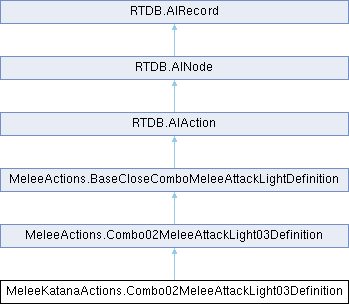 RTDB.AIRecord
RTDB.AINode
RTDB.AIAction
MeleeActions.BaseCloseComboMeleeAttackLightDefinition
MeleeActions.Combo02MeleeAttackLight03Definition
MeleeKatanaActions.Combo02MeleeAttackLight03Definition